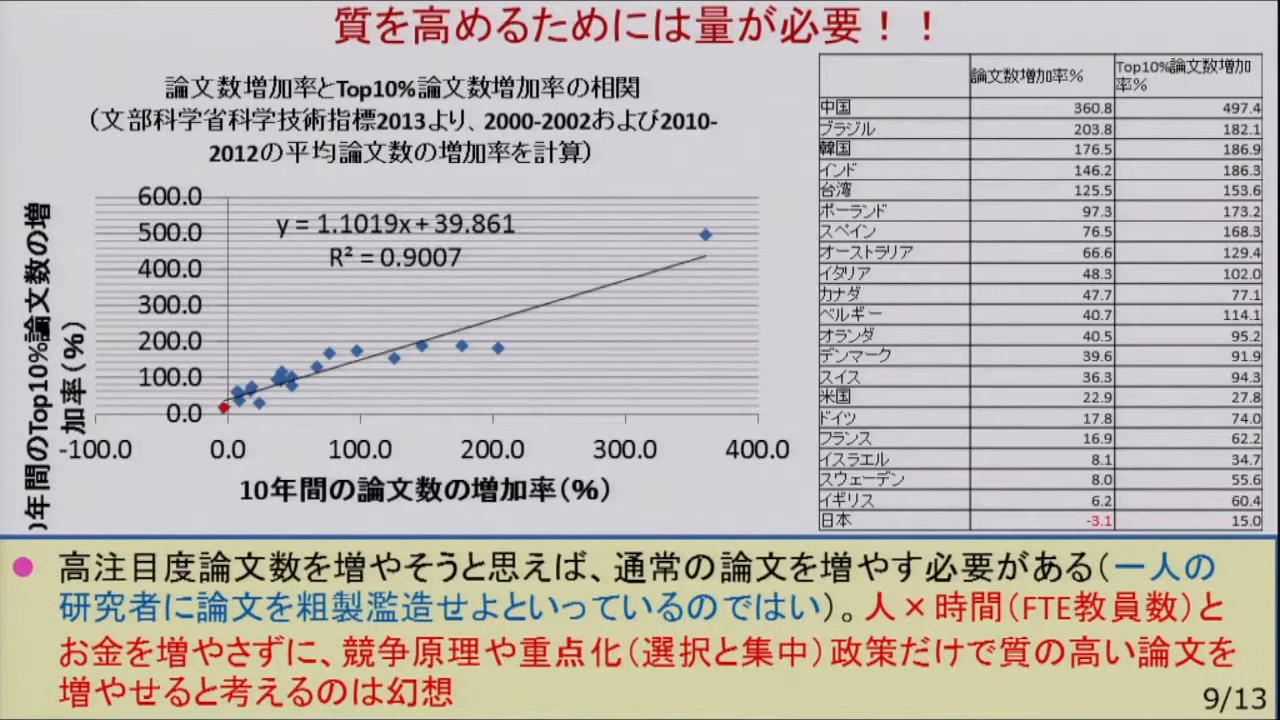 質を高めるためには量が必要！！
論文数増加率とTop10%論文数増加率の相関
（文部科学省科学技術指標2013より、2000-2002および2010-
2012の平均論文数の増加率を計算）
年間のTop10%論文数の増
加率（%）
600.0
500.0
400.0
300.0
200.0
100.0
0.0
y = 1.1019x + 39.861
R² = 0.9007
-100.0 0.0 100.0 200.0 300.0 400.0
10年間の論文数の増加率（%）
論文数増加率% Top10%論文数増加
率%
中国 360.8 497.4
ブラジル 203.8 182.1
韓国 176.5 186.9
インド 146.2 186.3
台湾 125.5 153.6
ポーランド 97.3 173.2
スペイン 76.5 168.3
オーストラリア 66.6 129.4
イタリア 48.3 102.0
カナダ 47.7 77.1
ベルギー 40.7 114.1
オランダ 40.5 95.2
デンマーク 39.6 91.9
スイス 36.3 94.3
米国 22.9 27.8
ドイツ 17.8 74.0
フランス 16.9 62.2
イスラエル 8.1 34.7
スウェーデン 8.0 55.6
イギリス 6.2 60.4
日本 -3.1 15.0
高注目度論文数を増やそうと思えば、通常の論文を増やす必要がある（一人の
研究者に論文を粗製濫造せよといっているのではい）。人×時間（FTE教員数）と
お金を増やさずに、競争原理や重点化（選択と集中）政策だけで質の高い論文を
増やせると考えるのは幻想
9/13